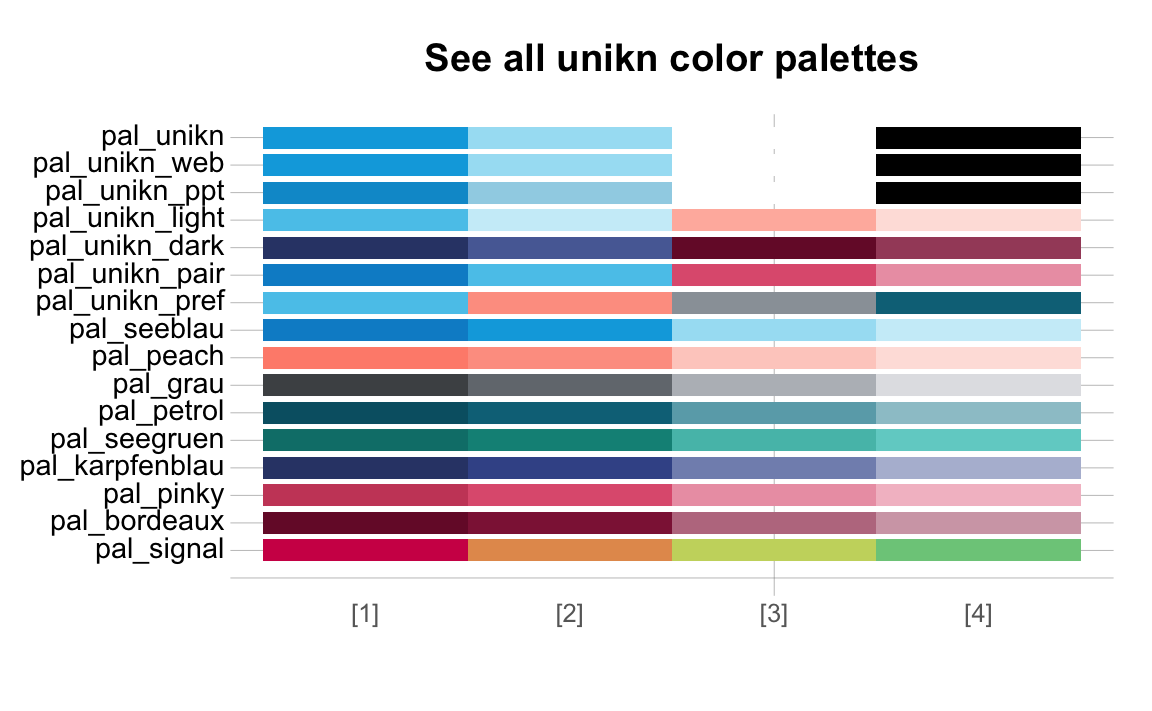 See all unikn color palettes
pal_unikn
pal_unikn_web
pal_unikn_ppt
pal_unikn_light
pal_unikn_dark
pal_unikn_pair
pal_unikn_pref
pal_seeblau
pal_peach
pal_grau
pal_petrol
pal_seegruen
pal_karpfenblau
pal_pinky
pal_bordeaux
pal_signal
[1] [2] [3] [4]